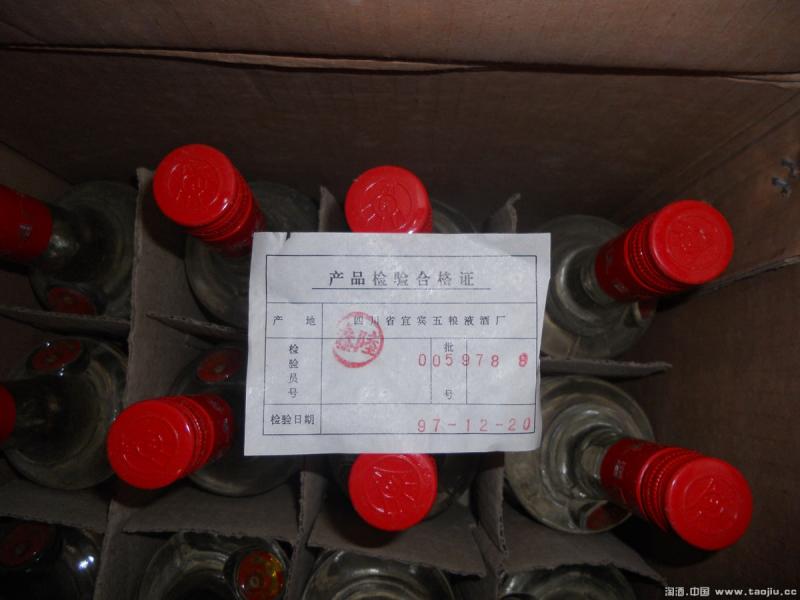 产品检验合格证
产 地 四川省宜宾五粮液酒厂
检验员号 批号 005978 8
检验日期 97-12-20
淘酒.中国 www.taojiu.cc